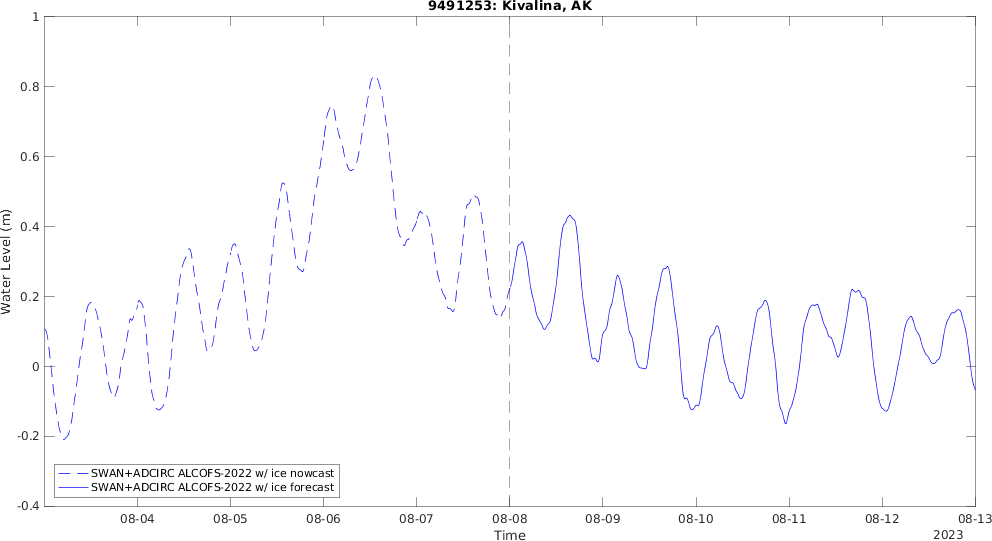 9491253: Kivalina, AK
1
0.8
0.6
0.4
0.2
0
-0.2
-0.4
Water Level (m)
SWAN+ADCIRC ALCOFS-2022 w/ ice nowcast
SWAN+ADCIRC ALCOFS-2022 w/ ice forecast
08-04 08-05 08-06 08-07 08-08 08-09 08-10 08-11 08-12 08-13
Time
2023